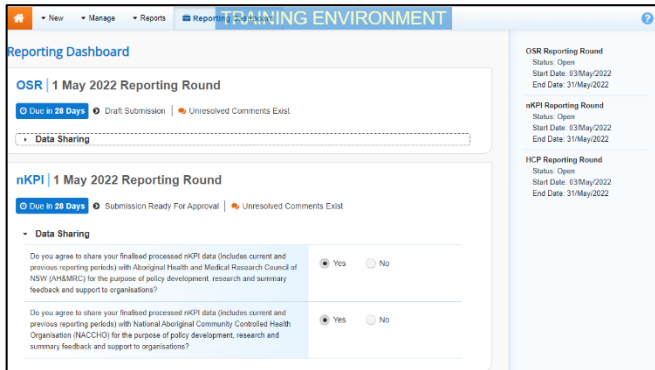 New Manage Reports Reporting Dashboard
TRAINING ENVIRONMENT
?
Reporting Dashboard
OSR | 1 May 2022 Reporting Round
Due in 28 Days Draft Submission | Unresolved Comments Exist
Data Sharing
nKPI | 1 May 2022 Reporting Round
Due in 28 Days Submission Ready For Approval | Unresolved Comments Exist
Data Sharing
Do you agree to share your finalised processed nKPI data (includes current and
previous reporting periods) with Aboriginal Health and Medical Research Council of
NSW (AH&MRC) for the purpose of policy development, research and summary
feedback and support to organisations?
Yes No
Do you agree to share your finalised processed nKPI data (includes current and
previous reporting periods) with National Aboriginal Community Controlled Health
Organisation (NACCHO) for the purpose of policy development, research and
summary feedback and support to organisations?
Yes No
OSR Reporting Round
Status: Open
Start Date: 03/May/2022
End Date: 31/May/2022
nKPI Reporting Round
Status: Open
Start Date: 03/May/2022
End Date: 31/May/2022
HCP Reporting Round
Status: Open
Start Date: 03/May/2022
End Date: 31/May/2022